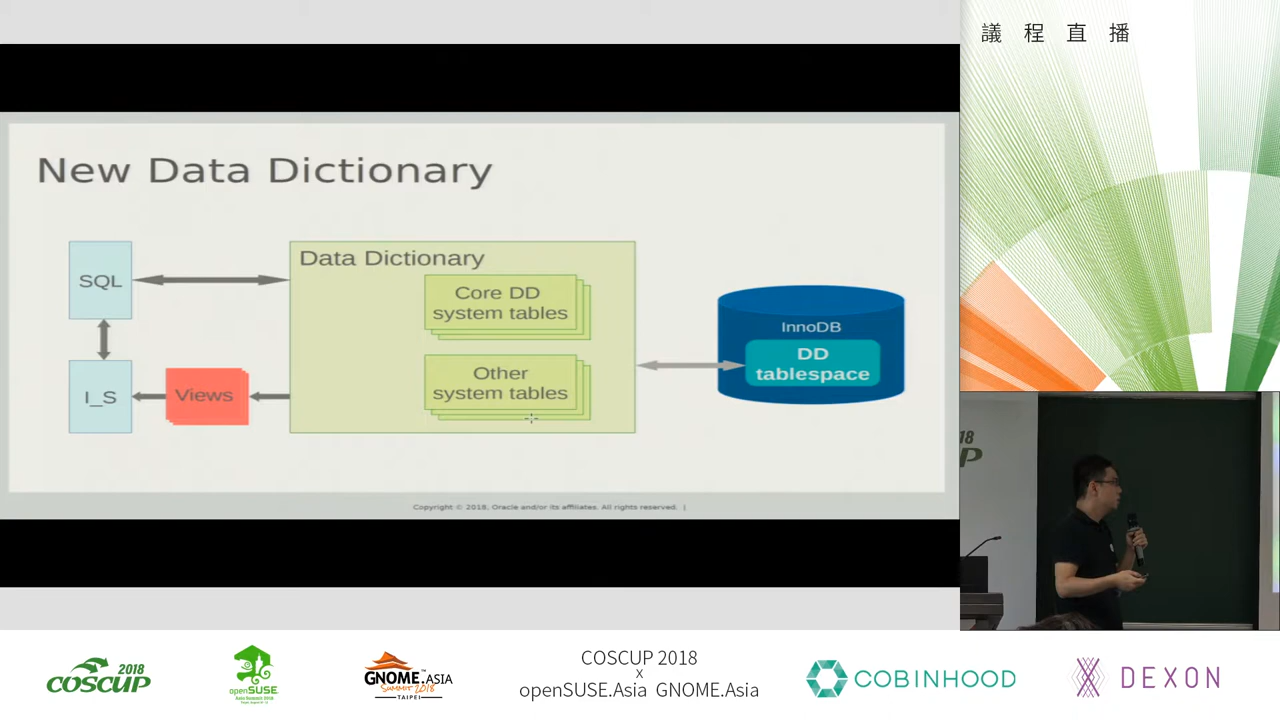 議程直播
New Data Dictionary
SQL
Data Dictionary
Core DD
system tables
InnoDB
DD
tablespace
I_S
Views
Other
system tables
Copyright © 2018, Oracle and/or its affiliates. All rights reserved. |
18
P
2018
COSCUP
openSUSE
GNOME.ASIA
SUMMIT 2018
TAIPEI
COSCUP 2018
x
openSUSE.Asia GNOME.Asia
COBINHOOD
DEXON